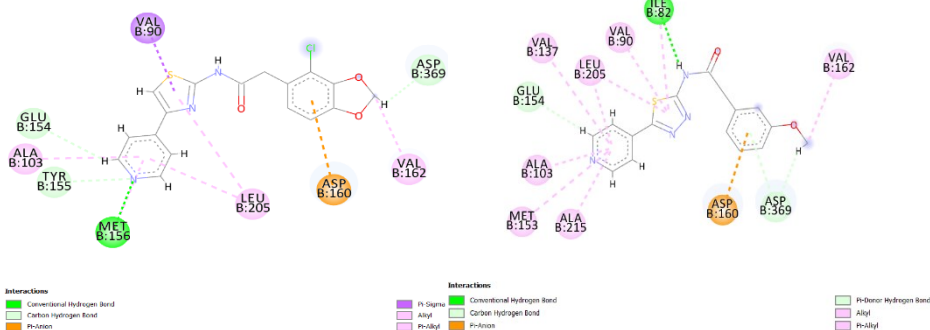 VAL
B:90
H
N
S
N
O
Cl
O
O
H
ASP
B:369
GLU
B:154
ALA
B:103
TYR
B:155
H
H
H
H
N
MET
B:156
LEU
B:205
ASP
B:160
VAL
B:162
Interactions
Conventional Hydrogen Bond
Carbon Hydrogen Bond
Pi-Anion
Pi-Sigma
Alkyl
Pi-Alkyl
ILE
B:82
VAL
B:90
VAL
B:137
LEU
B:205
GLU
B:154
H
NH
O
VAL
B:162
S
N
N
O
H
H
H
H
H
N
ALA
B:103
MET
B:153
ALA
B:215
ASP
B:160
ASP
B:369
Interactions
Conventional Hydrogen Bond
Carbon Hydrogen Bond
Pi-Anion
Pi-Donor Hydrogen Bond
Alkyl
Pi-Alkyl